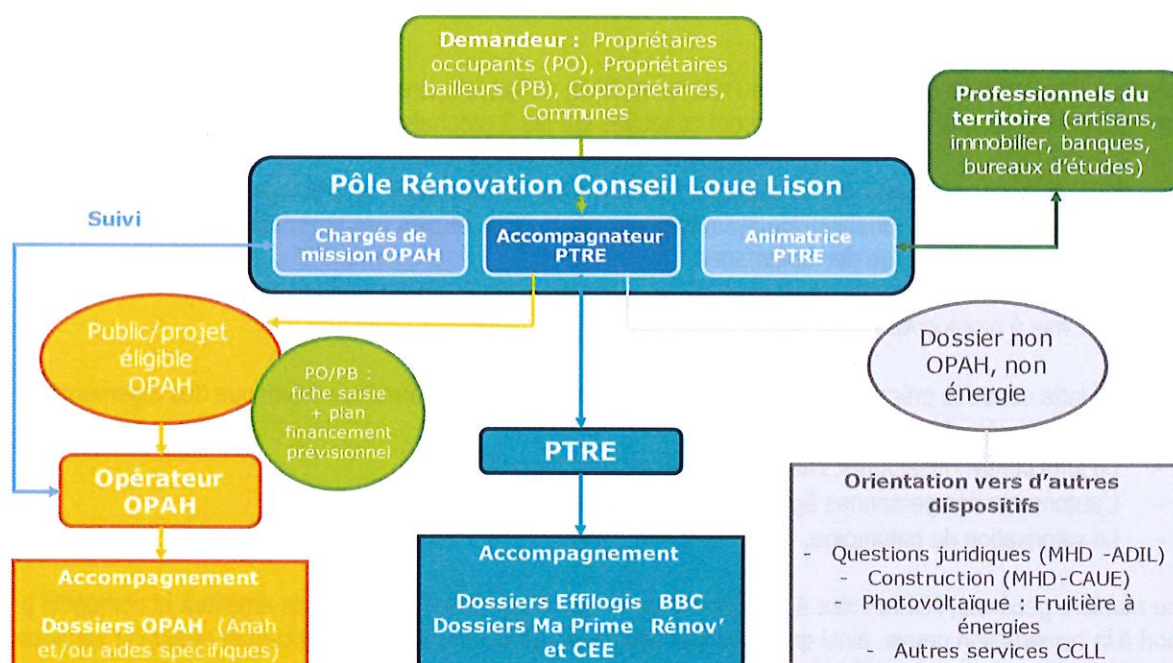 Demandeur : Propriétaires
occupants (PO), Propriétaires
bailleurs (PB), Copropriétaires,
Communes
Professionnels du
territoire (artisans,
immobilier, banques,
bureaux d'études)
Pôle Rénovation Conseil Loue Lison
Suivi
Chargés de
mission OPAH
Accompagnateur
PTRE
Animatrice
PTRE
Public/projet
éligible
OPAH
PO/PB :
fiche saisie
+ plan
financement
prévisionnel
Dossier non
OPAH, non
énergie
Opérateur
OPAH
PTRE
Orientation vers d'autres
dispositifs
- Questions juridiques (MHD -ADIL)
- Construction (MHD-CAUE)
- Photovoltaïque : Fruitière à
énergies
- Autres services CCLL
Accompagnement
Dossiers OPAH (Anah
et/ou aides spécifiques)
Accompagnement
Dossiers Effilogis BBC
Dossiers Ma Prime Rénov'
et CEE